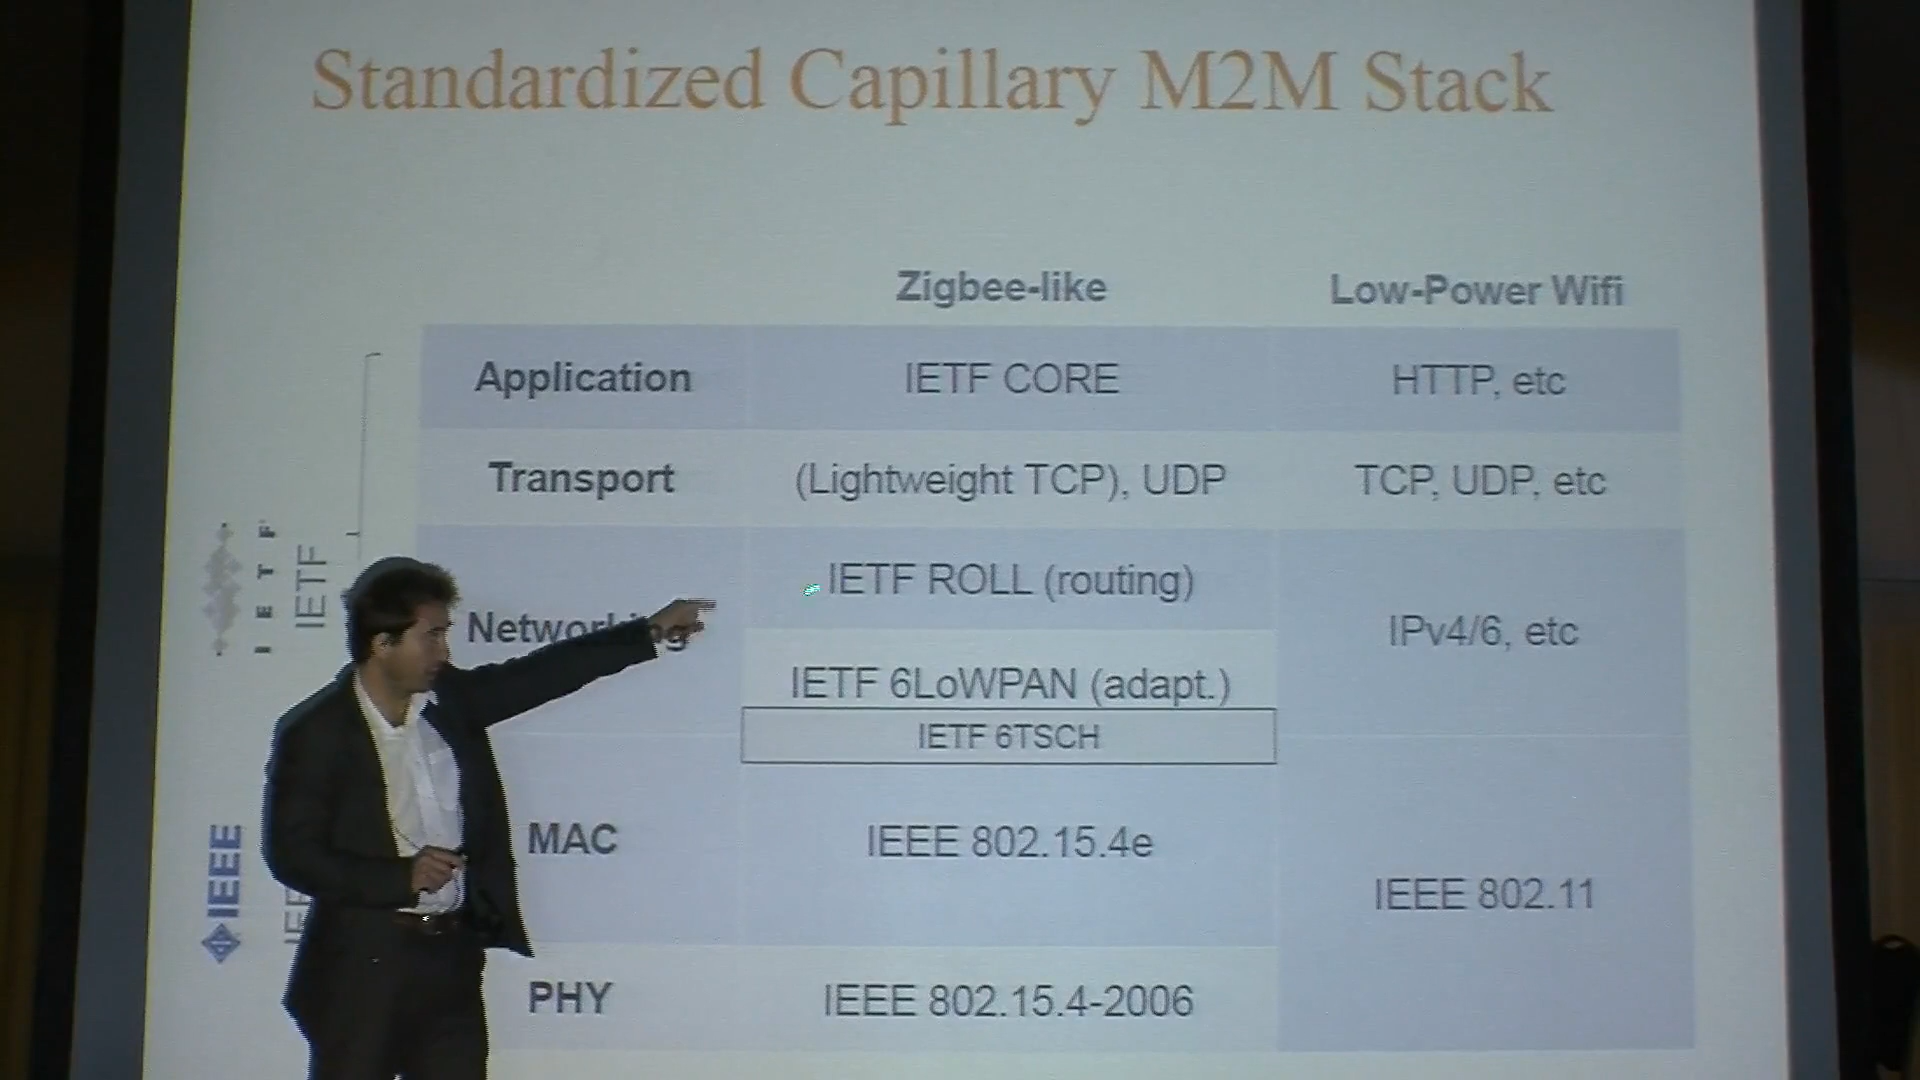 Standardized Capillary M2M Stack
Zigbee-like Low-Power Wifi
Application IETF CORE HTTP, etc
Transport (Lightweight TCP), UDP TCP, UDP, etc
IETF ROLL (routing)
Networking IPv4/6, etc
IETF 6LoWPAN (adapt.)
IETF 6TSCH
MAC IEEE 802.15.4e
IEEE 802.11
PHY IEEE 802.15.4-2006
I E T F
IETF
IEEE